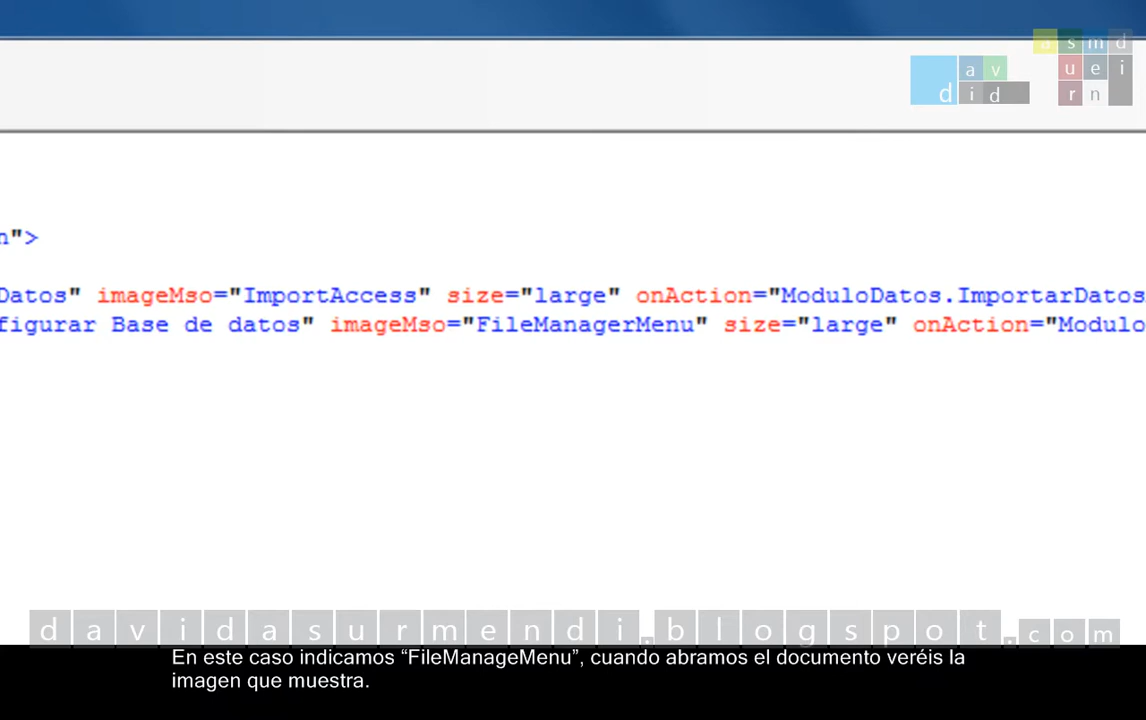 a s m d
d a v i d
u e i
r n
n">
Datos" imageMso="ImportAccess" size="large" onAction="ModuloDatos.ImportarDatos
figurar Base de datos" imageMso="FileManagerMenu" size="large" onAction="Modulo
davidasurmendi.blogspot.com
En este caso indicamos “FileManageMenu”, cuando abramos el documento veréis la
imagen que muestra.